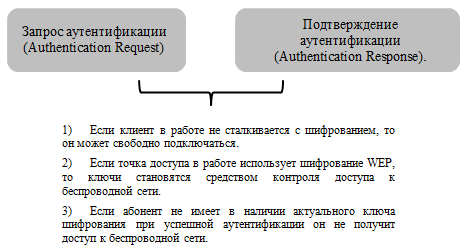 Запрос аутентификации
(Authentication Request)
Подтверждение
аутентификации
(Authentication Response).
1) Если клиент в работе не сталкивается с шифрованием, то
он может свободно подключаться.
2) Если точка доступа в работе использует шифрование WEP,
то ключи становятся средством контроля доступа к
беспроводной сети.
3) Если абонент не имеет в наличии актуального ключа
шифрования при успешной аутентификации он не получит
доступ к беспроводной сети.